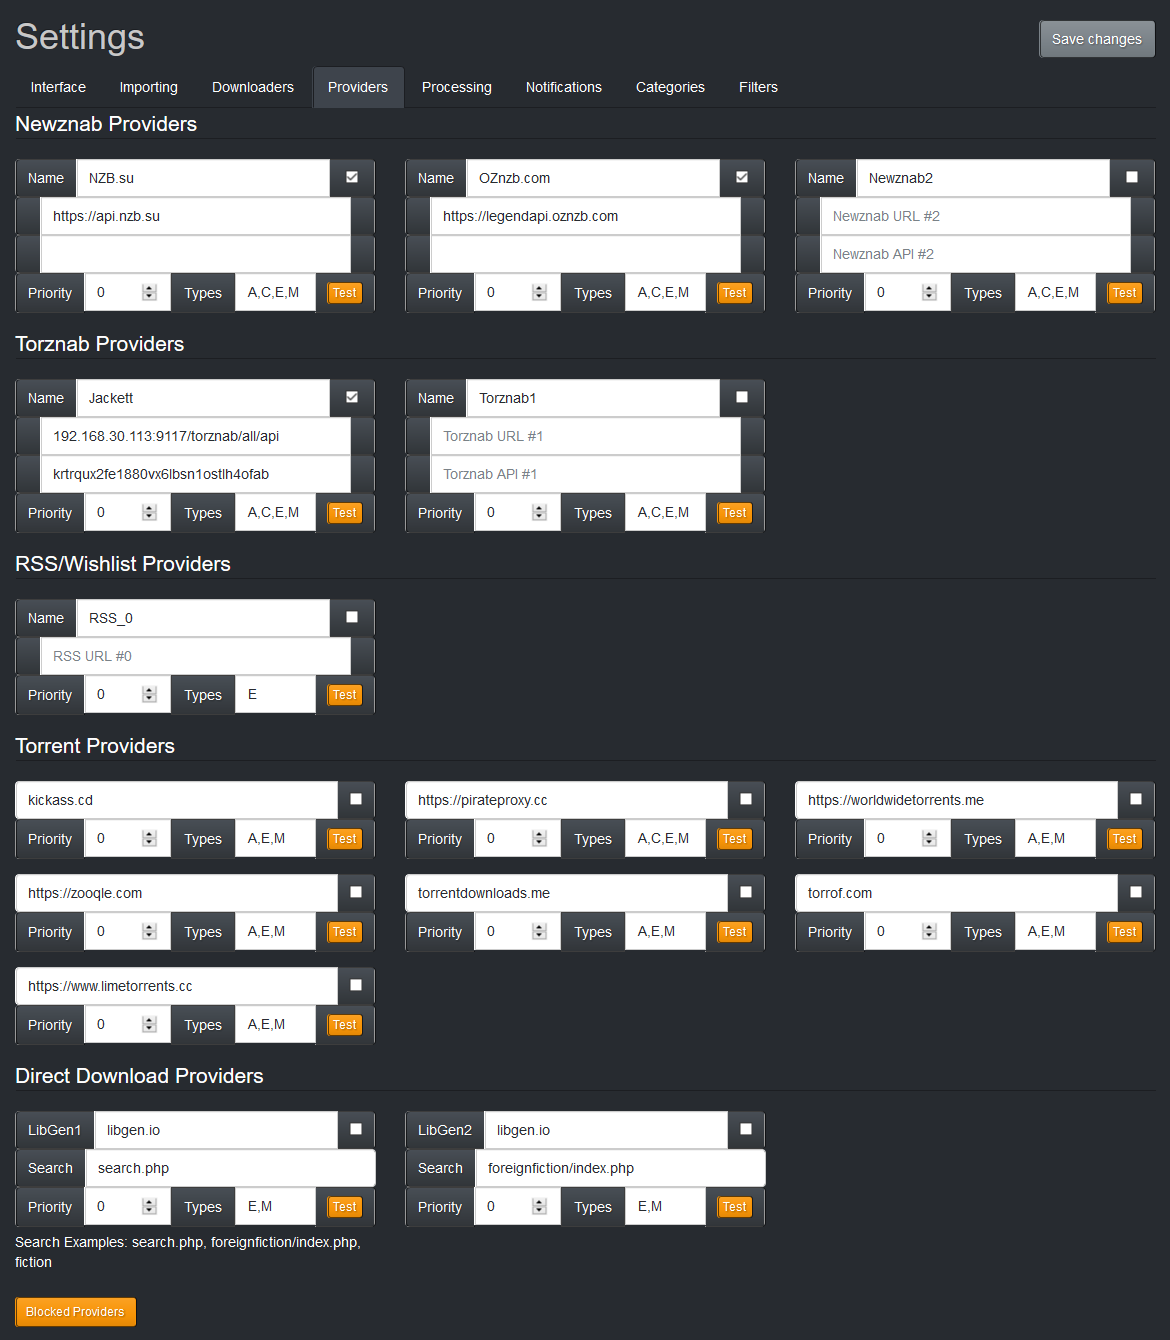 Settings
Save changes
Interface Importing Downloaders Providers Processing Notifications Categories Filters
Newznab Providers
Name NZB.su Name OZnzb.com Name Newznab2
https://api.nzb.su https://legendapi.oznzb.com Newznab URL #2
Newznab API #2
Priority 0 Types A,C,E,M Test Priority 0 Types A,C,E,M Test Priority 0 Types A,C,E,M Test
Torznab Providers
Name Jackett Name Torznab1
192.168.30.113:9117/torznab/all/api Torznab URL #1
krtrqux2fe1880vx6lbsn1ostlh4ofab Torznab API #1
Priority 0 Types A,C,E,M Test Priority 0 Types A,C,E,M Test
RSS/Wishlist Providers
Name RSS_0
RSS URL #0
Priority 0 Types E Test
Torrent Providers
kickass.cd https://pirateproxy.cc https://worldwidetorrents.me
Priority 0 Types A,E,M Test Priority 0 Types A,C,E,M Test Priority 0 Types A,E,M Test
https://zooqle.com torrentdownloads.me torrof.com
Priority 0 Types A,E,M Test Priority 0 Types A,E,M Test Priority 0 Types A,E,M Test
https://www.limetorrents.cc
Priority 0 Types A,E,M Test
Direct Download Providers
LibGen1 libgen.io LibGen2 libgen.io
Search search.php Search foreignfiction/index.php
Priority 0 Types E,M Test Priority 0 Types E,M Test
Search Examples: search.php, foreignfiction/index.php,
fiction
Blocked Providers